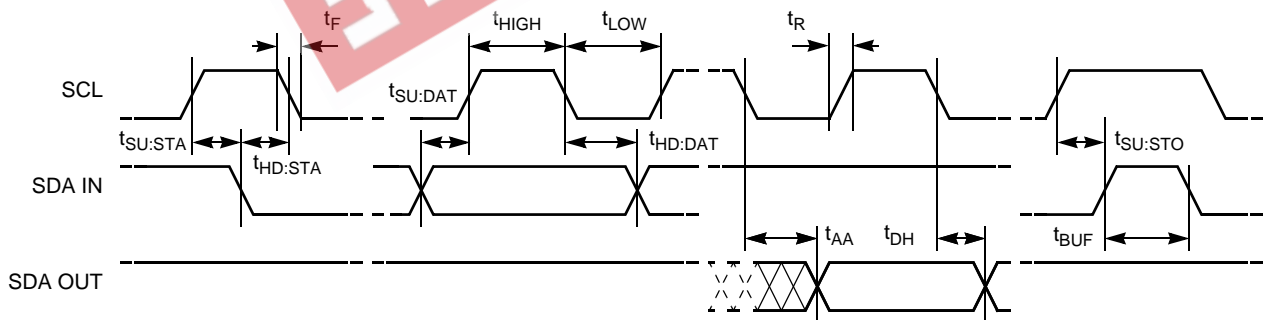 tF tHIGH tLOW tR
SCL
tSU:DAT
tSU:STA tHD:STA tHD:DAT tSU:STO
SDA IN
tAA tDH tBUF
SDA OUT